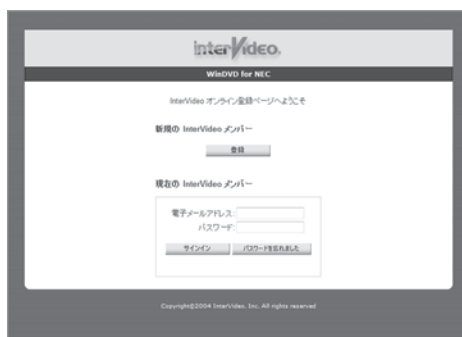 interVideo.
WinDVD for NEC
InterVideo オンライン登録ページへようこそ
新規の InterVideo メンバー
登録
現在の InterVideo メンバー
電子メールアドレス:
パスワード:
サインイン パスワードを忘れました
Copyright©2004 InterVideo, Inc. All rights reserved